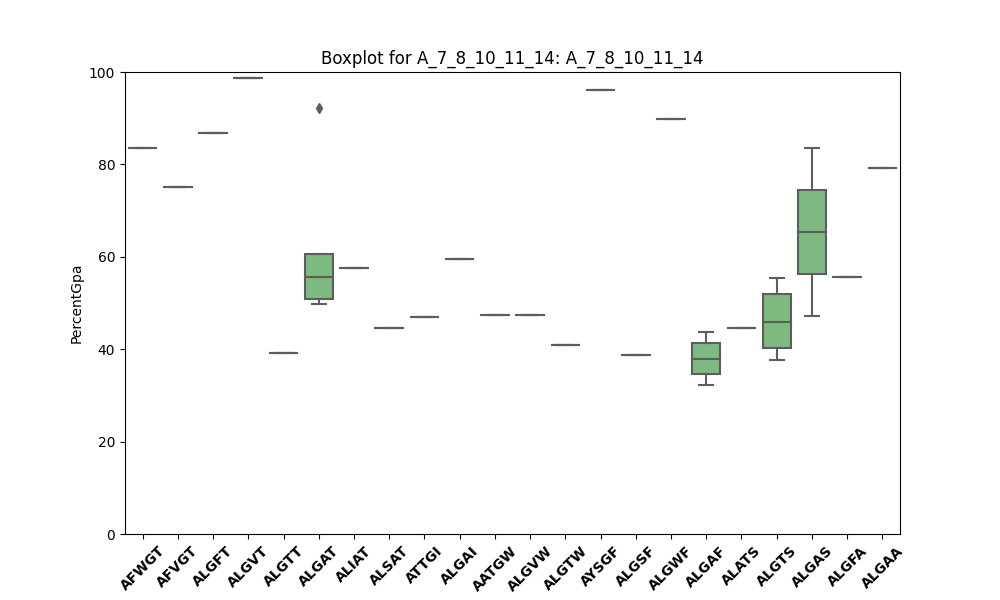 Boxplot for A_7_8_10_11_14: A_7_8_10_11_14
100
80
60
40
20
0
PercentGpa
AFWGT
AFVGT
ALGFT
ALGVT
ALGTT
ALGAT
ALIAT
ALSAT
ATTGI
ALGAI
AATGW
ALGVW
ALGTW
AYSGF
ALGSF
ALGWF
ALGAF
ALATS
ALGTS
ALGAS
ALGFA
ALGAA